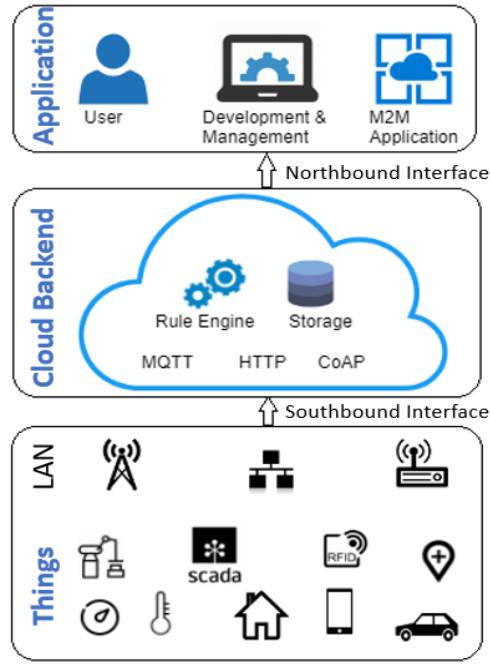 Application
User
Development &
Management
M2M
Application
Northbound Interface
Cloud Backend
Rule Engine
Storage
MQTT
HTTP
CoAP
Southbound Interface
LAN
Things
scada
RFID